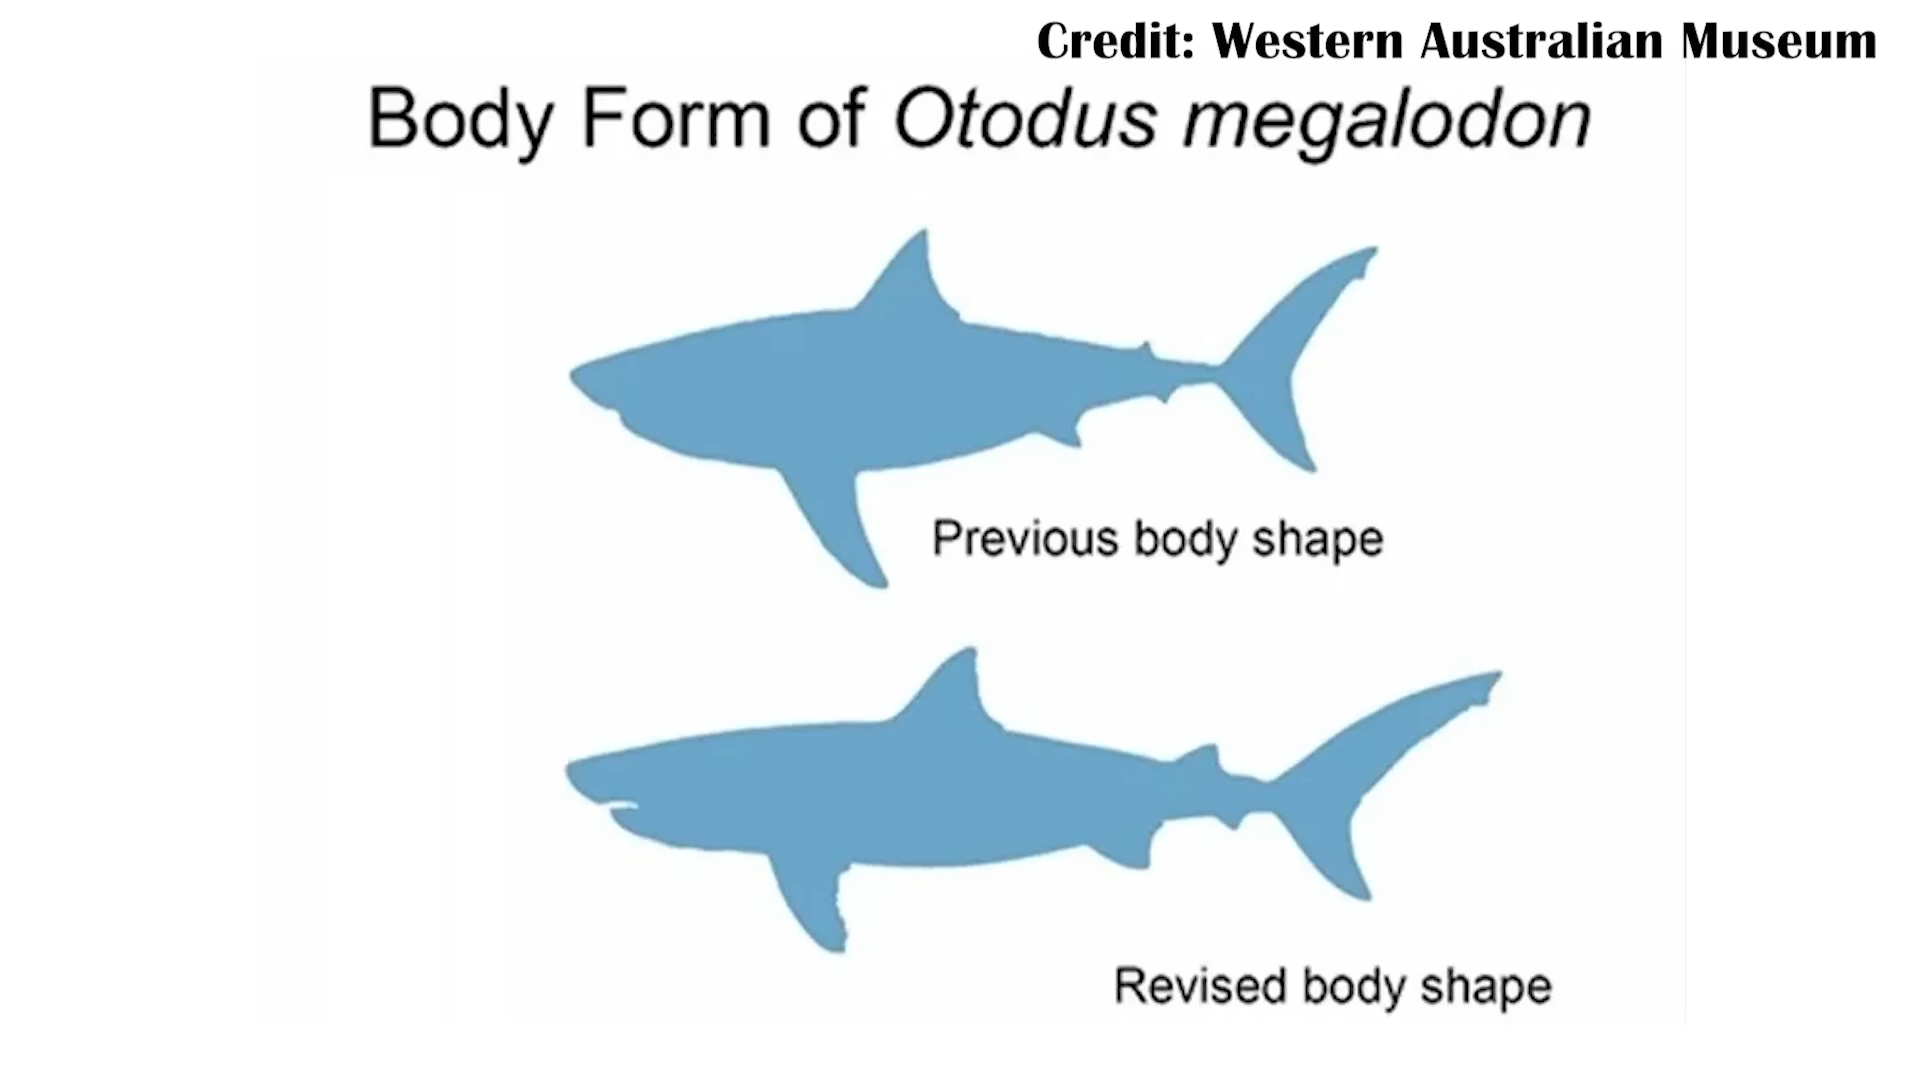 Credit: Western Australian Museum
Body Form of Otodus megalodon
Previous body shape
Revised body shape